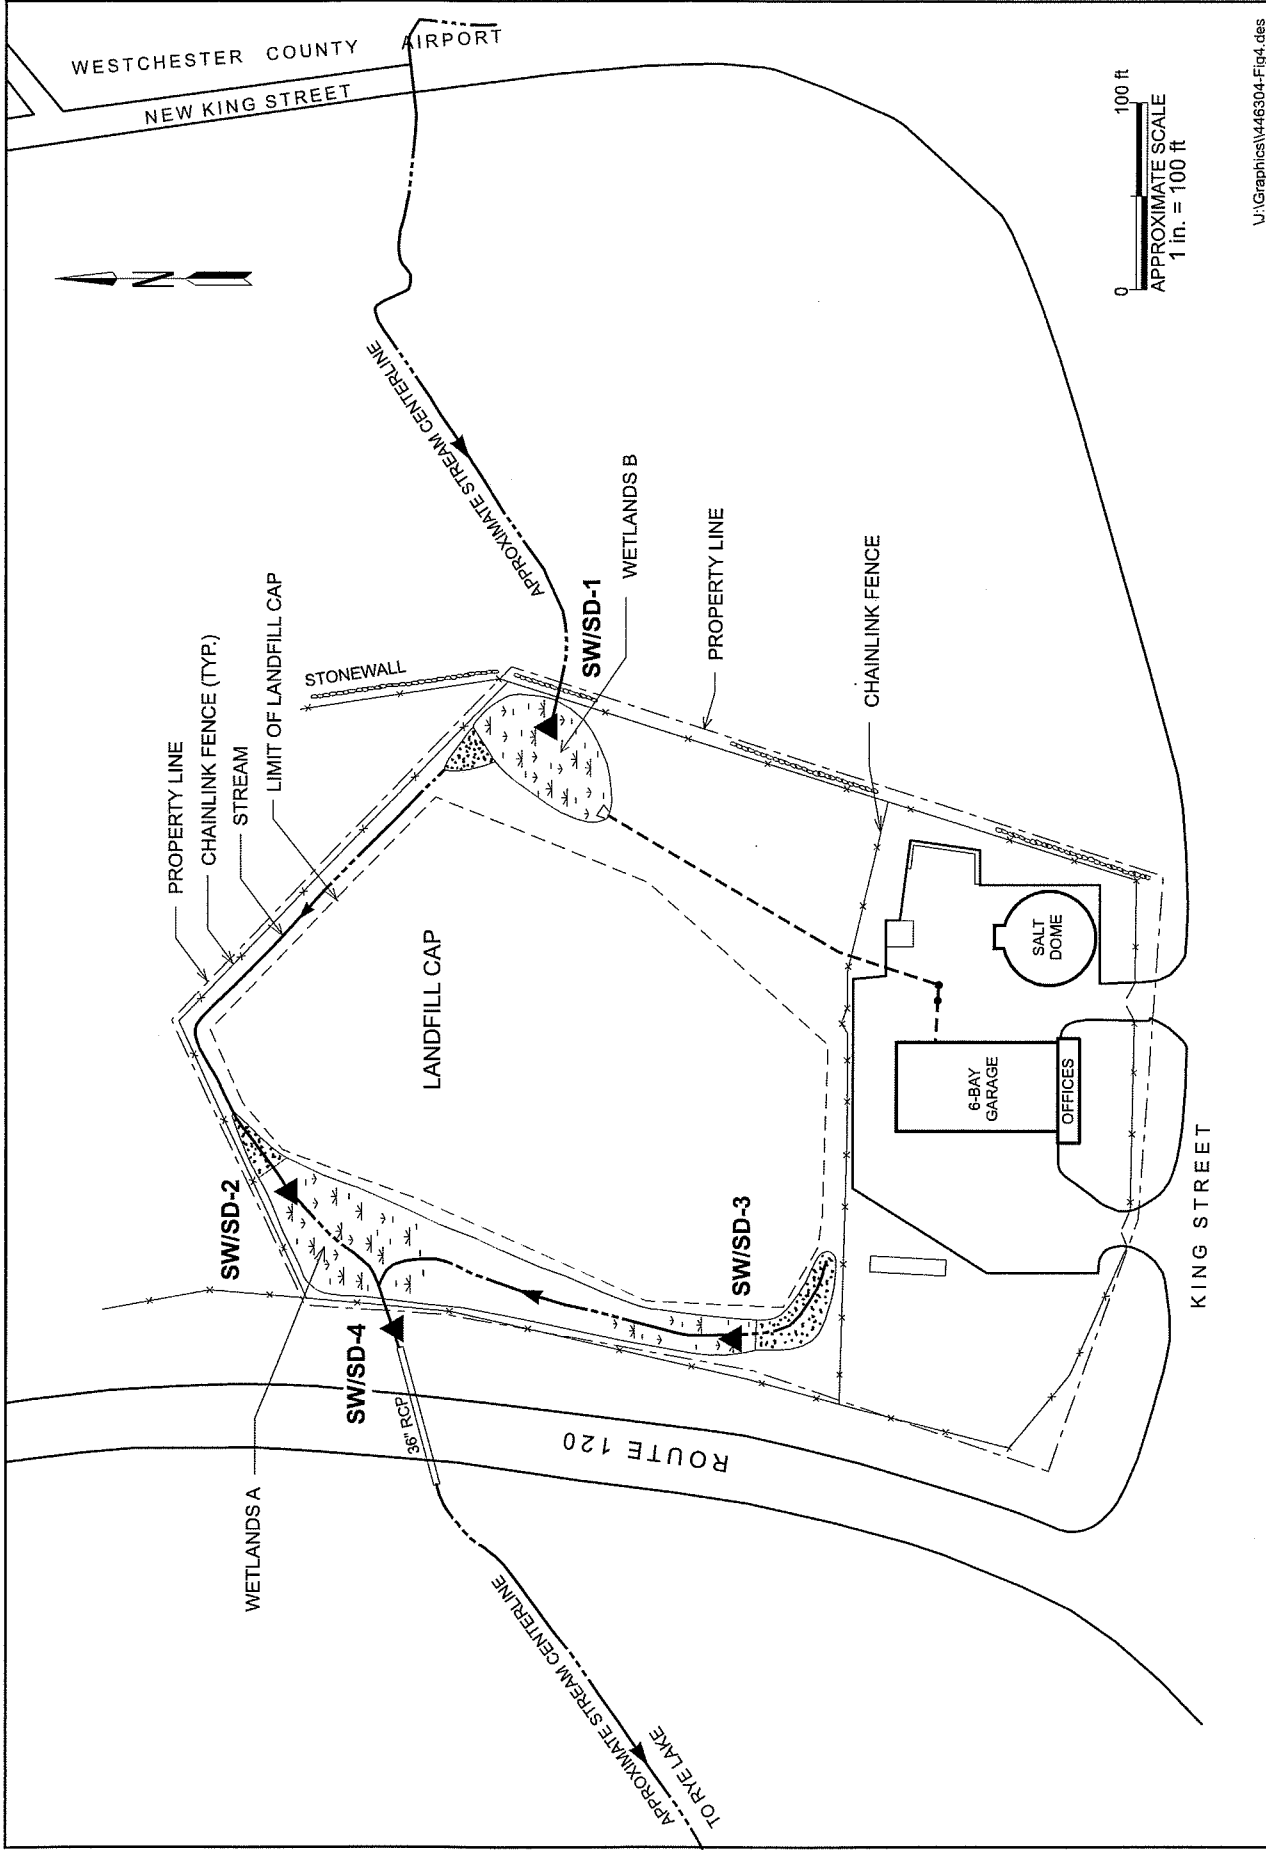 WESTCHESTER COUNTY AIRPORT
NEW KING STREET
N
APPROXIMATE STREAM CENTERLINE
PROPERTY LINE
CHAINLINK FENCE (TYP.)
STREAM
LIMIT OF LANDFILL CAP
STONEWALL
SW/SD-1
WETLANDS B
PROPERTY LINE
CHAINLINK FENCE
LANDFILL CAP
SALT
DOME
6-BAY
GARAGE
OFFICES
SW/SD-2
SW/SD-3
SW/SD-4
WETLANDS A
36" RCP
ROUTE 120
KING STREET
APPROXIMATE STREAM CENTERLINE
TO RYE LAKE
0 100 ft
APPROXIMATE SCALE
1 in. = 100 ft
\J:\Graphics\\446304-Fig4.des